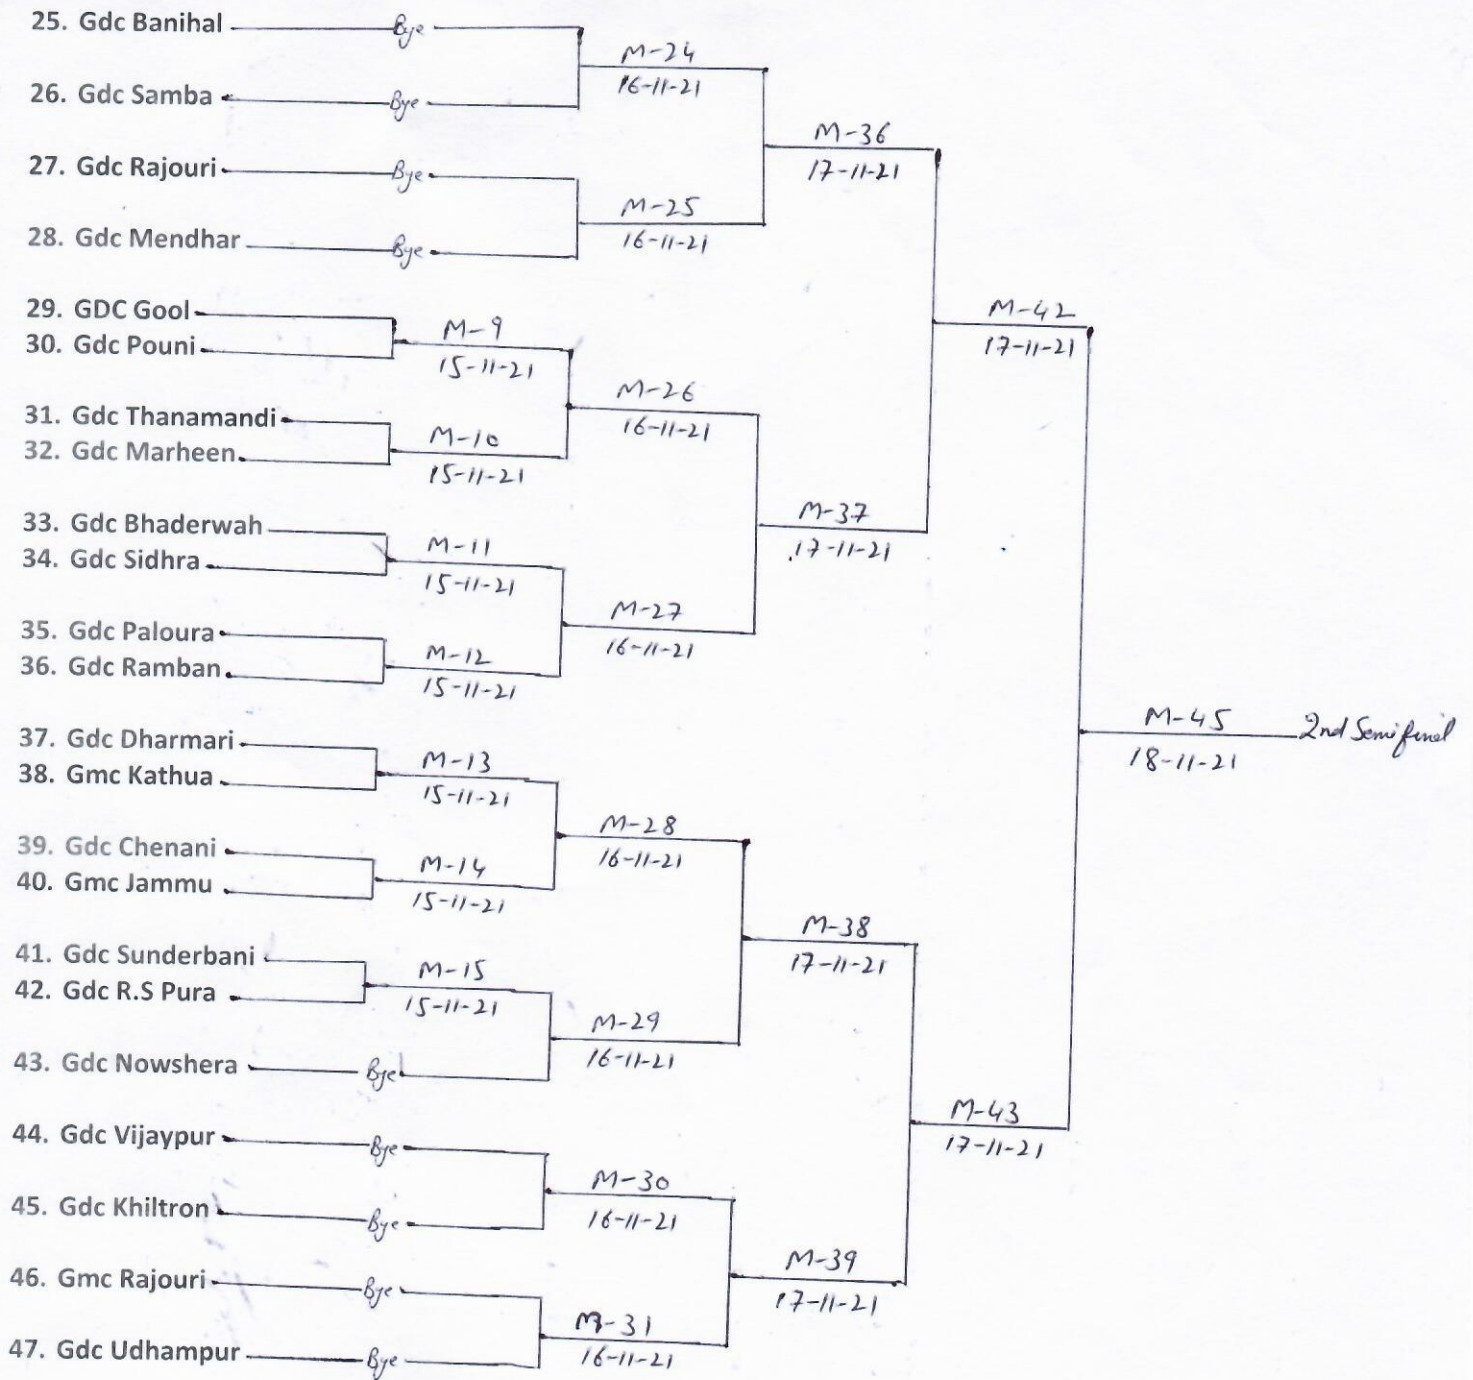 25. Gdc Banihal Bye
M-24
16-11-21
26. Gdc Samba Bye
M-36
17-11-21
27. Gdc Rajouri Bye
M-25
16-11-21
28. Gdc Mendhar Bye
29. GDC Gool
M-9
15-11-21
30. Gdc Pouni
M-42
17-11-21
M-26
16-11-21
31. Gdc Thanamandi
M-10
15-11-21
32. Gdc Marheen
M-37
17-11-21
33. Gdc Bhaderwah
M-11
15-11-21
34. Gdc Sidhra
M-27
16-11-21
35. Gdc Paloura
M-12
15-11-21
36. Gdc Ramban
M-45 2nd Semifinal
18-11-21
37. Gdc Dharmari
M-13
15-11-21
38. Gmc Kathua
M-28
16-11-21
39. Gdc Chenani
M-14
15-11-21
40. Gmc Jammu
M-38
17-11-21
41. Gdc Sunderbani
M-15
15-11-21
42. Gdc R.S Pura
M-29
16-11-21
43. Gdc Nowshera Bye
M-43
17-11-21
44. Gdc Vijaypur Bye
M-30
16-11-21
45. Gdc Khiltron Bye
M-39
17-11-21
46. Gmc Rajouri Bye
M-31
16-11-21
47. Gdc Udhampur Bye